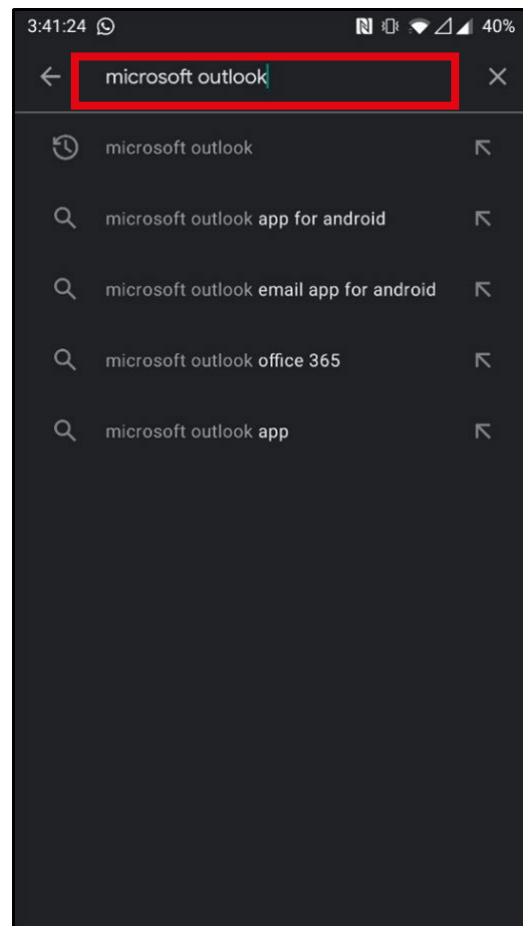 3:41:24 40%
microsoft outlook
microsoft outlook
microsoft outlook app for android
microsoft outlook email app for android
microsoft outlook office 365
microsoft outlook app